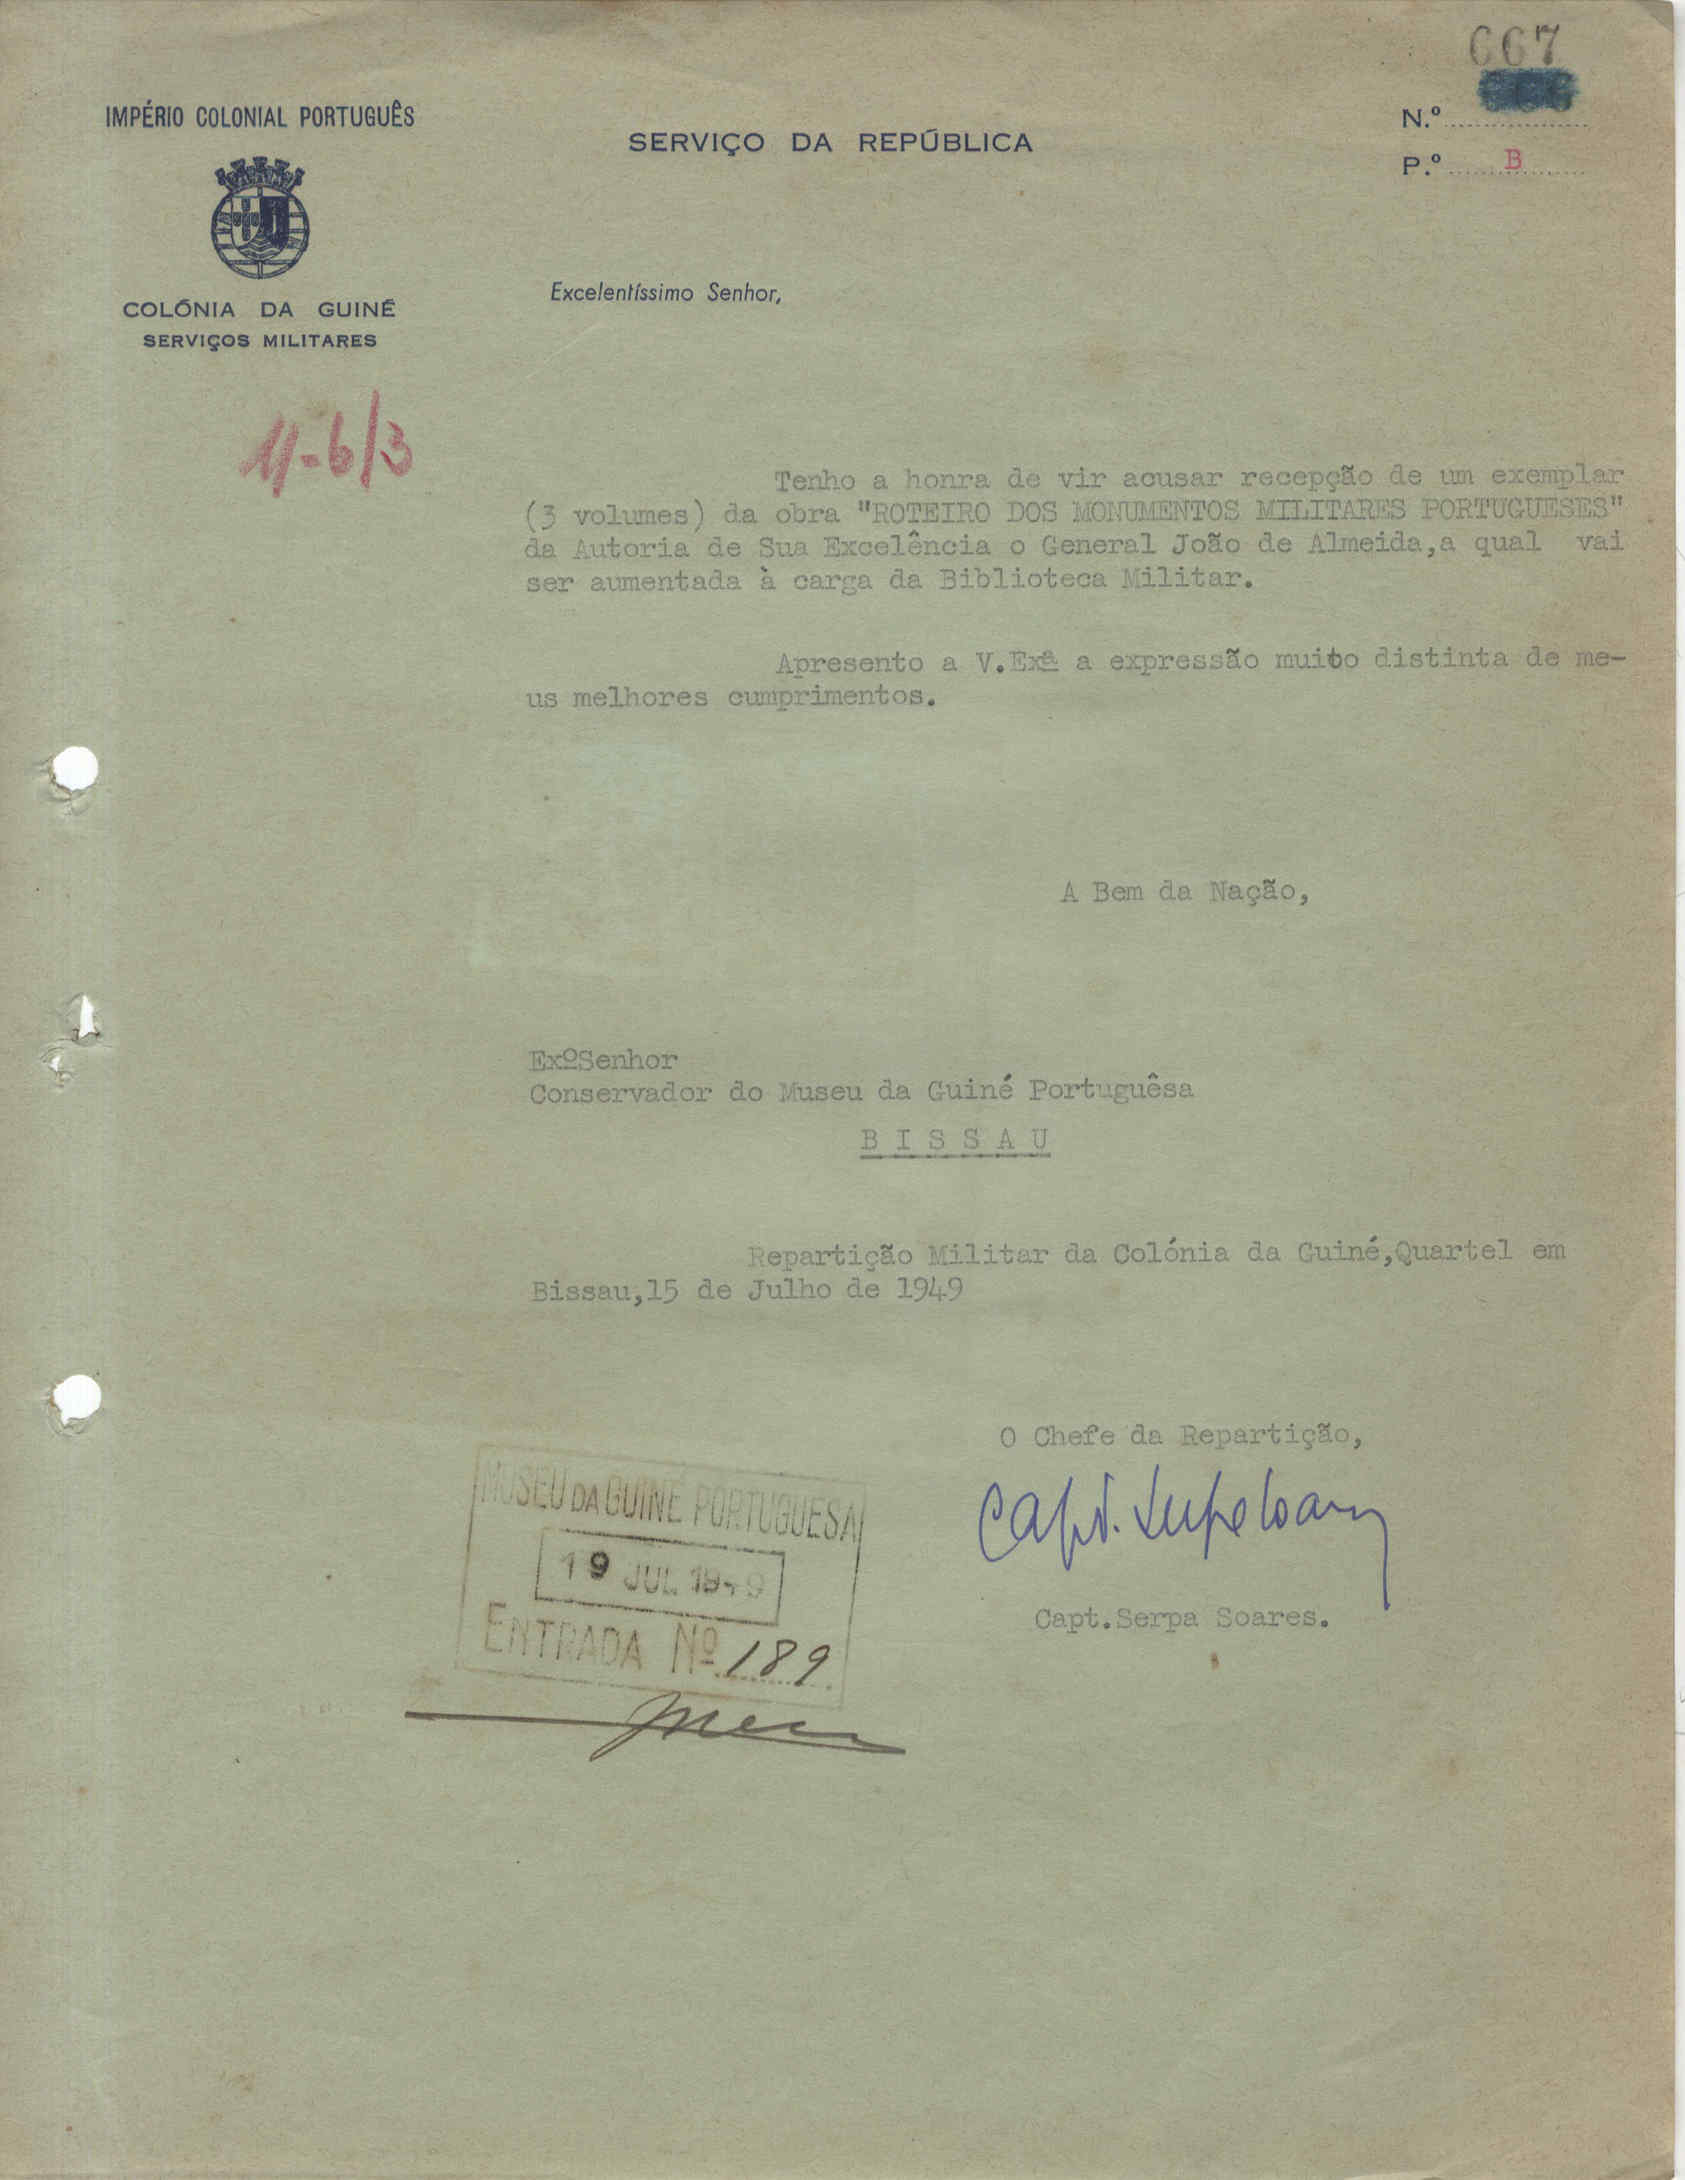 667
IMPÉRIO COLONIAL PORTUGUÊS
N.º
SERVIÇO DA REPÚBLICA
P.º B
COLÓNIA DA GUINÉ
SERVIÇOS MILITARES
Excelentíssimo Senhor,
11-6/3
Tenho a honra de vir acusar recepção de um exemplar
(3 volumes) da obra "ROTEIRO DOS MONUMENTOS MILITARES PORTUGUESES"
da Autoria de Sua Excelência o General João de Almeida,a qual vai
ser aumentada à carga da Biblioteca Militar.
Apresento a V.Exª a expressão muito distinta de me-
us melhores cumprimentos.
A Bem da Nação,
ExºSenhor
Conservador do Museu da Guiné Portuguêsa
B I S S A U
Repartição Militar da Colónia da Guiné,Quartel em
Bissau,15 de Julho de 1949
O Chefe da Repartição,
Capt.
Capt.Serpa Soares.
MUSEU DA GUINÉ PORTUGUESA
19 JUL 1949
ENTRADA Nº 189